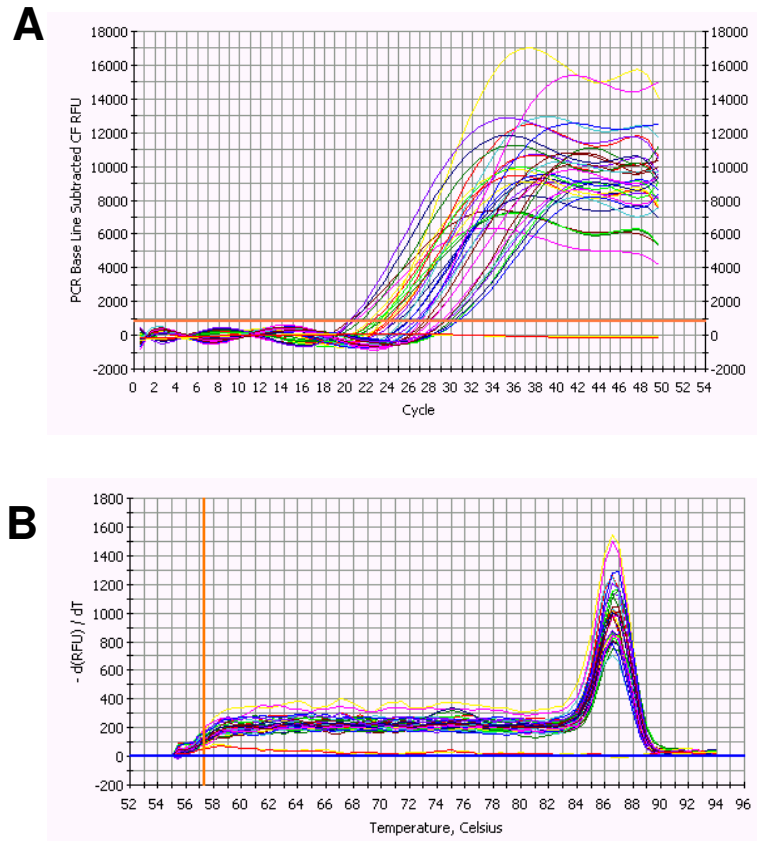 A
18000 18000
16000 16000
14000 14000
12000 12000
10000 10000
8000 8000
6000 6000
4000 4000
2000 2000
0 0
-2000 -2000
PCR Base Line Subtracted CF RFU
0 2 4 6 8 10 12 14 16 18 20 22 24 26 28 30 32 34 36 38 40 42 44 46 48 50 52 54
Cycle
B
1800
1600
1400
1200
1000
800
600
400
200
0
-200
- d(RFU) / dT
52 54 56 58 60 62 64 66 68 70 72 74 76 78 80 82 84 86 88 90 92 94 96
Temperature, Celsius